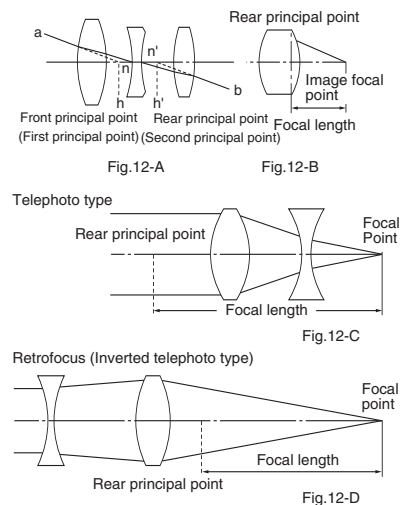 Rear principal point
a
n'
n
b
h
h'
Image focal
point
Front principal point
Rear principal point
(First principal point)
(Second principal point)
Focal length
Fig.12-A
Fig.12-B
Telephoto type
Focal
Point
Rear principal point
Focal length
Fig.12-C
Retrofocus (Inverted telephoto type)
Focal
point
Focal length
Rear principal point
Fig.12-D